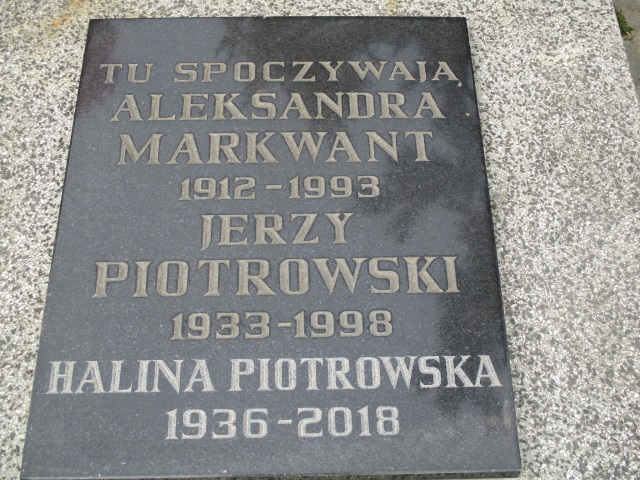 TU SPOCZYWAJĄ
ALEKSANDRA
MARKWANT
1912-1993
JERZY
PIOTROWSKI
1933-1998
HALINA PIOTROWSKA
1936-2018